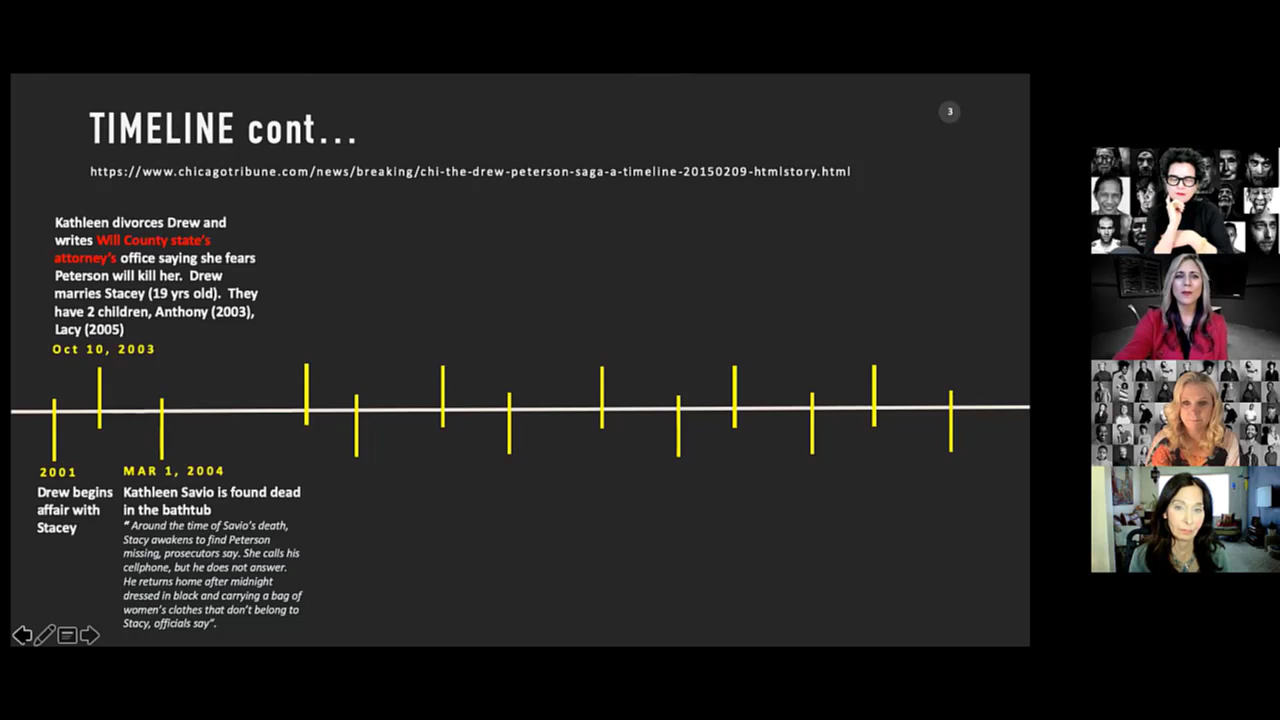 TIMELINE cont...
3
https://www.chicagotribune.com/news/breaking/chi-the-drew-peterson-saga-a-timeline-20150209-htmlstory.html
Kathleen divorces Drew and
writes Will County state's
attorney's office saying she fears
Peterson will kill her.  Drew
marries Stacey (19 yrs old).  They
have 2 children, Anthony (2003),
Lacy (2005)
Oct 10, 2003
2001
Drew begins
affair with
Stacey
MAR 1, 2004
Kathleen Savio is found dead
in the bathtub
“ Around the time of Savio's death,
Stacy awakens to find Peterson
missing, prosecutors say. She calls his
cellphone, but he does not answer.
He returns home after midnight
dressed in black and carrying a bag of
women's clothes that don't belong to
Stacy, officials say”.